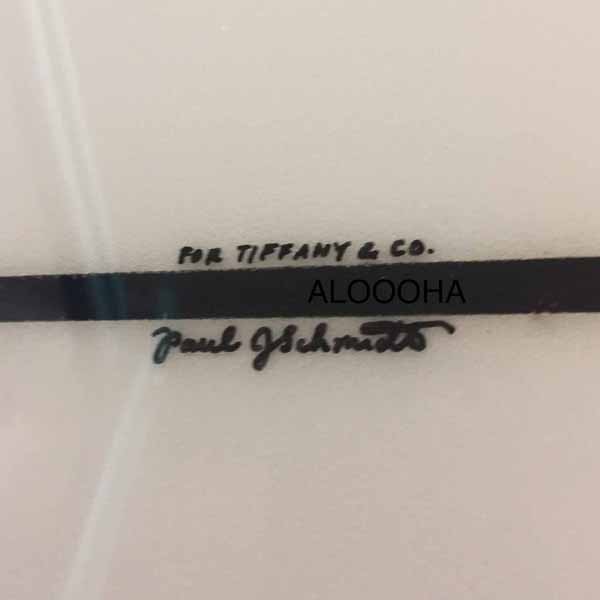 FOR TIFFANY & CO.
ALOOOHA
Paul J Schmidt